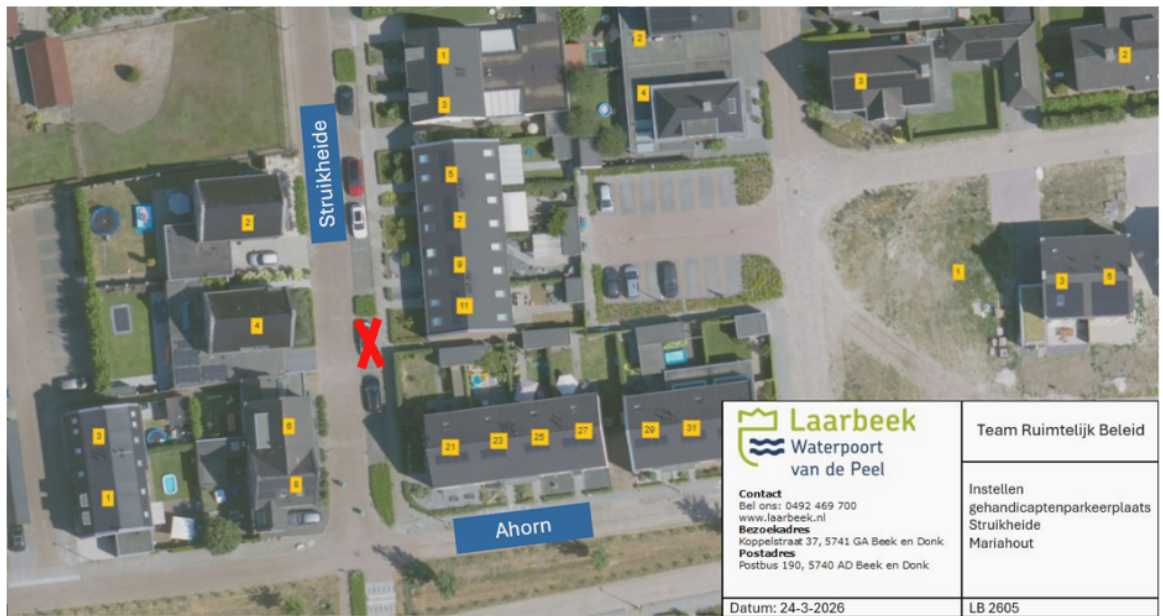 1
3
2
4
3
2
Struikheide
5
7
9
11
2
4
1
3
5
3
1
6
8
21
23
25
27
29
31
Ahorn
Laarbeek
Waterpoort
van de Peel
Contact
Bel ons: 0492 469 700
www.laarbeek.nl
Bezoekadres
Koppelstraat 37, 5741 GA Beek en Donk
Postadres
Postbus 190, 5740 AD Beek en Donk
Datum: 24-3-2026
Team Ruimtelijk Beleid
Instellen
gehandicaptenparkeerplaats
Struikheide
Mariahout
LB 2605